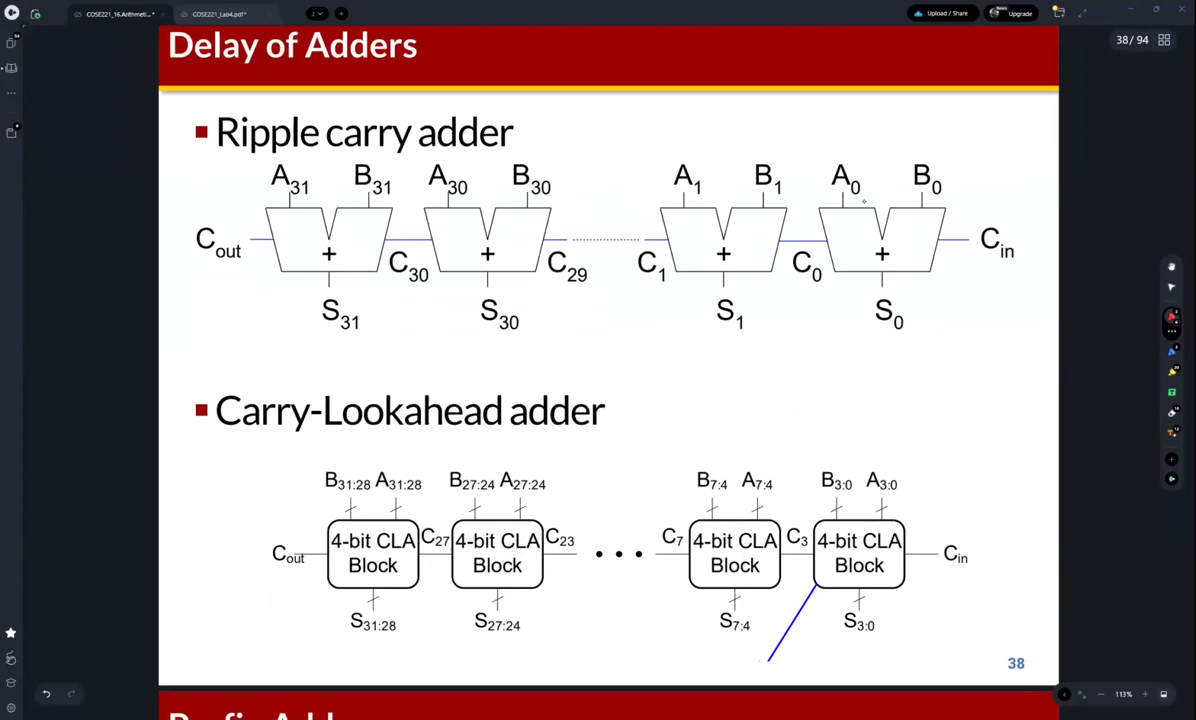 COSE221_16.Arithmeti...*
COSE221_Lab4.pdf*
2
Upload / Share
Upgrade
38 / 94
Delay of Adders
Ripple carry adder
A31 B31 A30 B30 A1 B1 A0 B0
Cout + C30 + C29 C1 + C0 + Cin
S31 S30 S1 S0
Carry-Lookahead adder
B31:28 A31:28 B27:24 A27:24 B7:4 A7:4 B3:0 A3:0
Cout 4-bit CLA Block C27 4-bit CLA Block C23 • • • C7 4-bit CLA Block C3 4-bit CLA Block Cin
S31:28 S27:24 S7:4 S3:0
38
113%